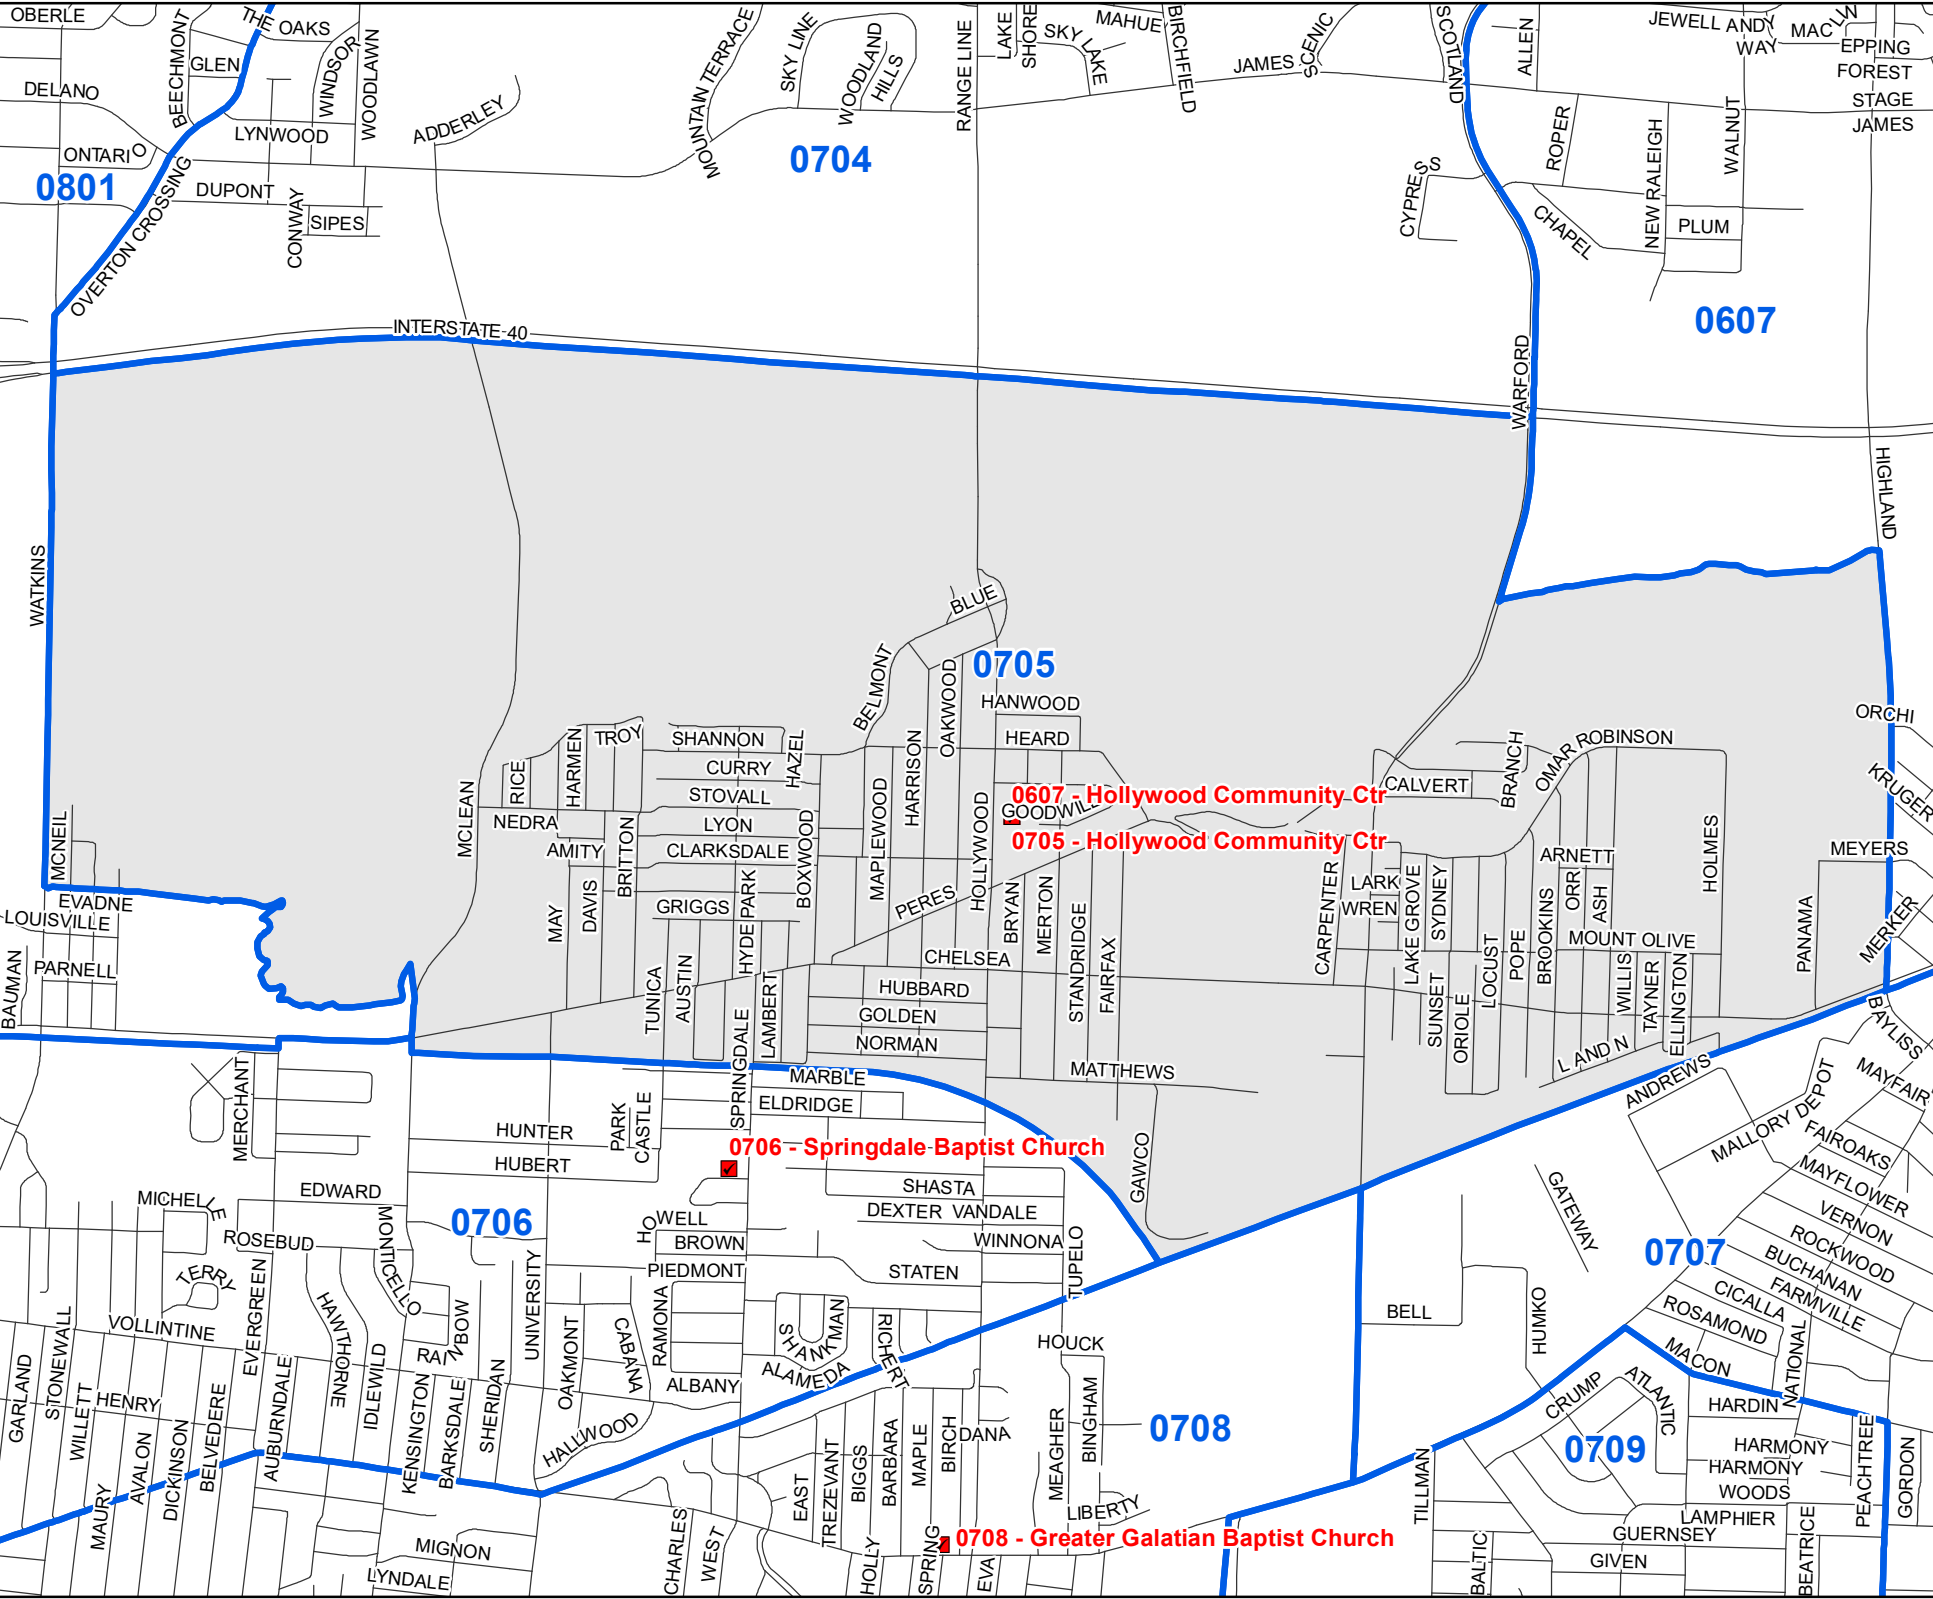 OBERLE
BEECHMONT
THE OAKS
GLEN
WINDSOR
WOODLAWN
DELANO
LYNWOOD
ADDERLEY
ONTARIO
0801
DUPONT
CONWAY
SIPES
OVERTON CROSSING
MOUNTAIN TERRACE
SKY LINE
WOODLAND
HILLS
RANGE LINE
LAKE
SHORE
SKY LAKE
MAHUE
BIRCHFIELD
JAMES
SCENIC
SCOTLAND
ALLEN
JEWELL ANDY
WAY
MAC
EPPING
FOREST
STAGE
JAMES
0704
ROPER
NEW RALEIGH
WALNUT
CYPRESS
CHAPEL
PLUM
INTERSTATE 40
WARFORD
0607
HIGHLAND
WATKINS
BLUE
BELMONT
OAKWOOD
0705
HANWOOD
HEARD
ORCHI
KRUGER
MEYERS
MERKER
TROY
SHANNON
HAZEL
HARMEN
RICE
CURRY
STOVALL
MCLEAN
NEDRA
LYON
AMITY
BRITTON
CLARKSDALE
BOXWOOD
MAPLEWOOD
HARRISON
HOLLYWOOD
0607 - Hollywood Community Ctr
GOODWILL
0705 - Hollywood Community Ctr
CALVERT
BRANCH
OMAR ROBINSON
HOLMES
ARNETT
MCNEIL
EVADNE
LOUISVILLE
PARNELL
BAUMAN
MAY
DAVIS
GRIGGS
HYDE PARK
PERES
BRYAN
MERTON
STANDRIDGE
FAIRFAX
CARPENTER
LARK
WREN
LAKE GROVE
SYDNEY
LOCUST
POPE
BROOKINS
ORR
ASH
MOUNT OLIVE
PANAMA
CHELSEA
TUNICA
AUSTIN
SPRINGDALE
LAMBERT
HUBBARD
GOLDEN
NORMAN
SUNSET
ORIOLE
WILLIS
TAYNER
ELLINGTON
LAND N
ANDREWS
BAYLISS
MERCHANT
MARBLE
ELDRIDGE
MATTHEWS
PARK
CASTLE
HUNTER
HUBERT
0706 - Springdale Baptist Church
GAWCO
MALLORY DEPOT
MAYFAIR
FAIROAKS
MAYFLOWER
VERNON
ROCKWOOD
BUCHANAN
FARMVILLE
CICALLA
ROSAMOND
MICHELLE
EDWARD
ROSEBUD
MONTICELLO
0706
HOWELL
BROWN
PIEDMONT
SHASTA
DEXTER VANDALE
WINNONA
STATEN
TUPELO
GATEWAY
0707
TERRY
EVERGREEN
HAWTHORNE
RAINBOW
UNIVERSITY
OAKMONT
CABANA
RAMONA
SHANKMAN
RICHERT
ALAMEDA
ALBANY
HOUCK
BELL
HUMIKO
MACON
NATIONAL
VOLLINTINE
GARLAND
STONEWALL
WILLETT
HENRY
MAURY
AVALON
DICKINSON
BELVEDERE
AUBURNDALE
IDLEWILD
KENSINGTON
BARKSDALE
SHERIDAN
HALLWOOD
EAST
TREZEVANT
BIGGS
BARBARA
MAPLE
BIRCH
DANA
MEAGHER
BINGHAM
0708
CRUMP
ATLANTIC
0709
HARDIN
HARMONY
HARMONY
WOODS
LAMPHIER
GUERNSEY
GIVEN
BEATRICE
PEACHTREE
GORDON
TILLMAN
BALTIC
LIBERTY
0708 - Greater Galatian Baptist Church
MIGNON
LYNDALE
CHARLES
WEST
HOLLY
SPRING
EVA